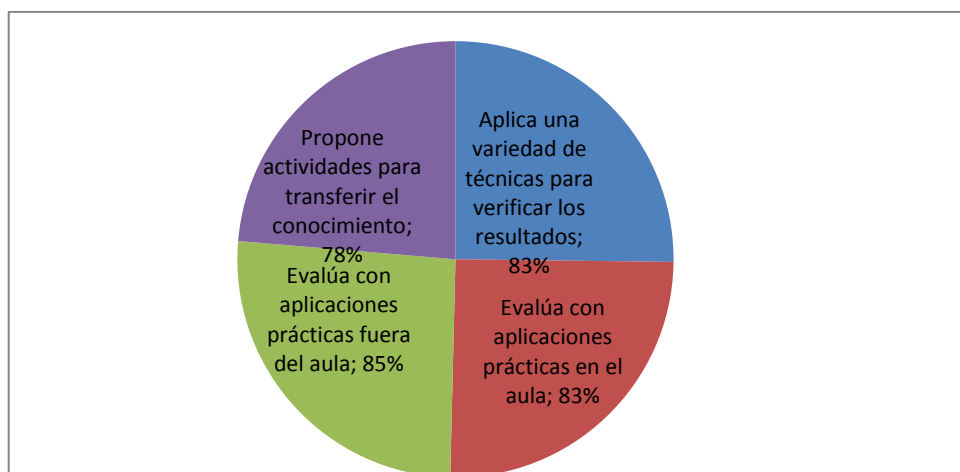 Propone
actividades para
transferir el
conocimiento;
78%
Aplica una
variedad de
técnicas para
verificar los
resultados;
83%
Evalúa con
aplicaciones
prácticas fuera
del aula; 85%
Evalúa con
aplicaciones
prácticas en el
aula; 83%